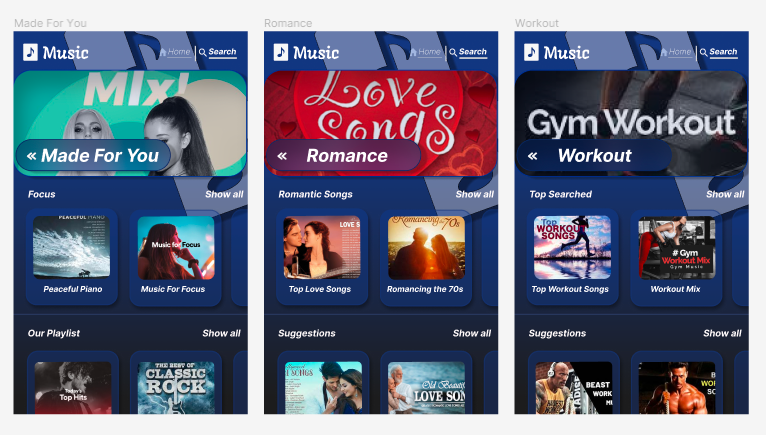 Made For You
Music
Home
Search
MIx!
« Made For You
Focus
Show all
PEACEFUL PIANO
Music for Focus
Peaceful Piano
Music For Focus
Our Playlist
Show all
Today's
Top Hits
THE BEST OF
CLASSIC
ROCK
Romance
Music
Home
Search
Love
Songs
« Romance
Romantic Songs
Show all
LOVE S
Romancing the 70s
Top Love Songs
Romancing the 70s
Suggestions
Show all
SONGS
Old Beautif
LOVE SON
Workout
Music
Home
Search
Gym Workout
« Workout
Top Searched
Show all
Top
WORKOUT
SONGS
# Gym
Workout Mix
Gym Music
Top Workout Songs
Workout Mix
Suggestions
Show all
BEAST